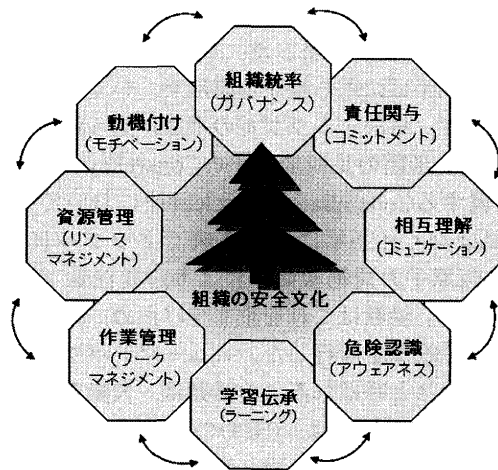 組織統率
(ガバナンス)
責任関与
(コミットメント)
相互理解
(コミュニケーション)
危険認識
(アウェアネス)
学習伝承
(ラーニング)
作業管理
(ワーク
マネジメント)
資源管理
(リソース
マネジメント)
動機付け
(モチベーション)
組織の安全文化